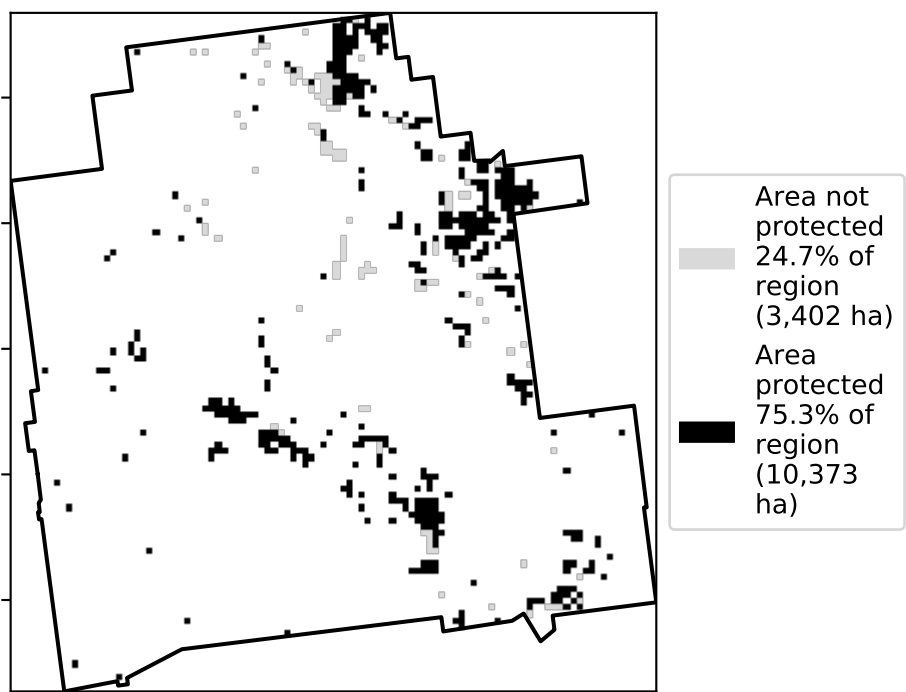 Area not
protected
24.7% of
region
(3,402 ha)
Area
protected
75.3% of
region
(10,373
ha)